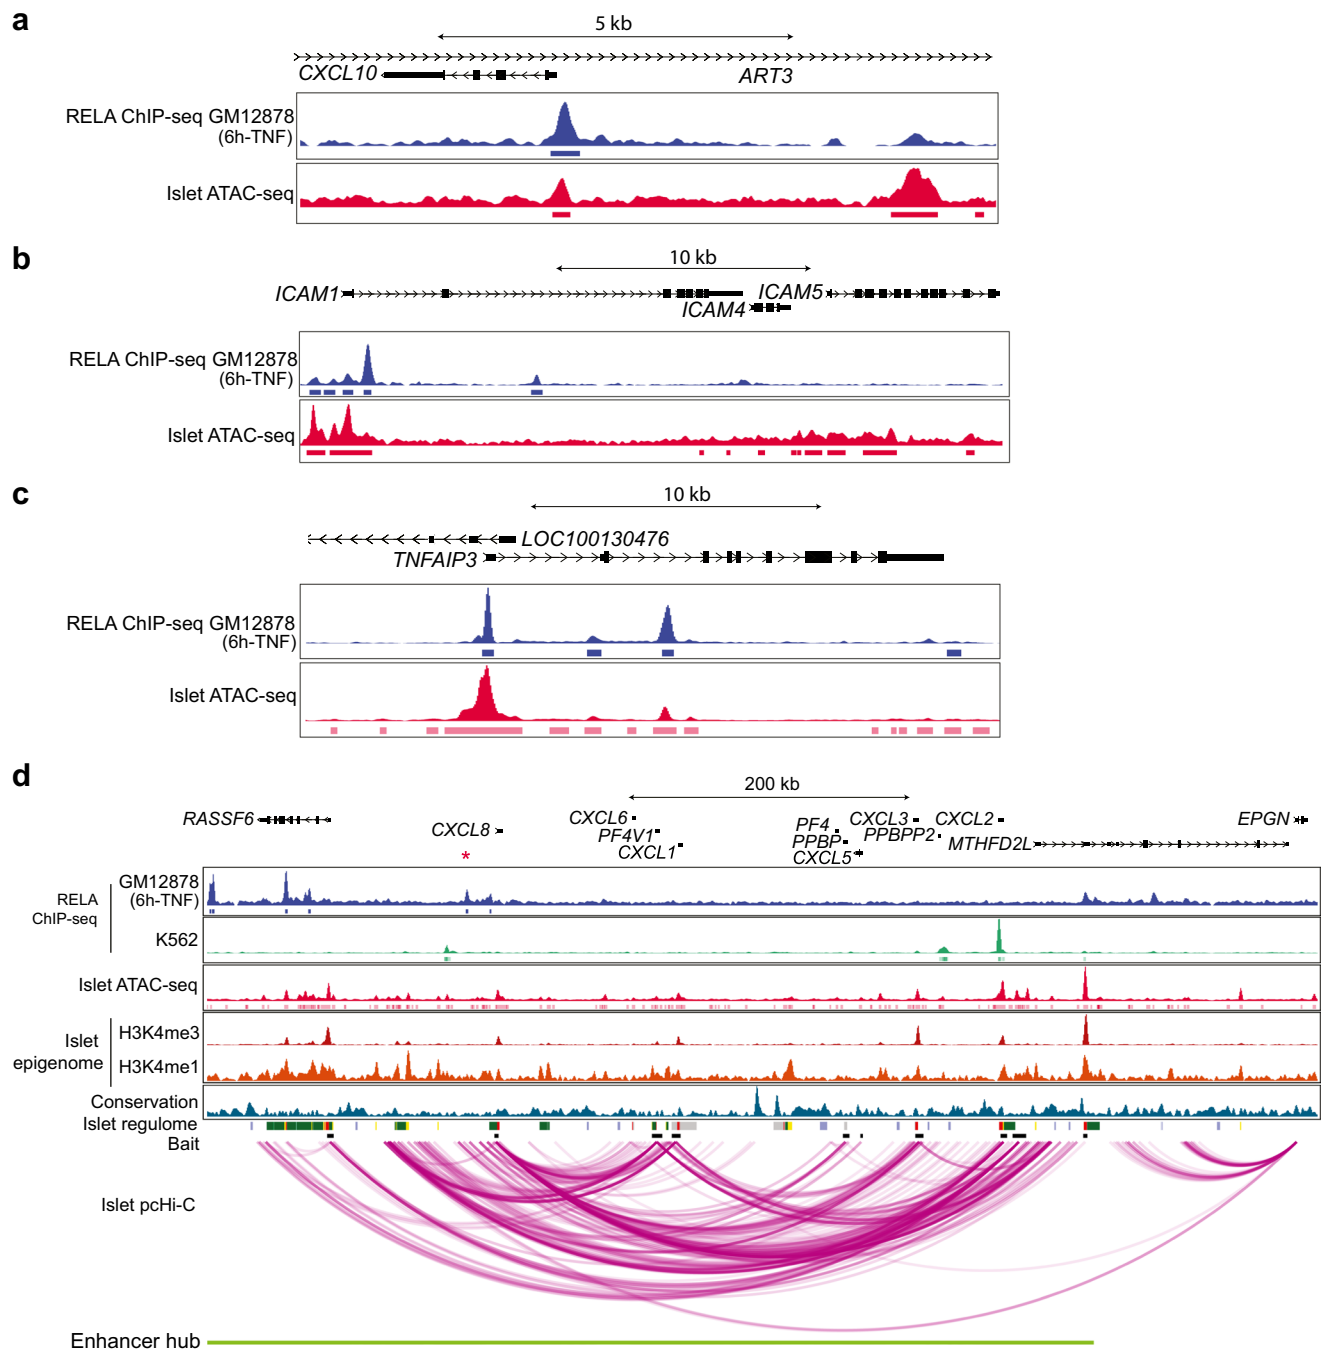 a
5 kb
CXCL10
ART3
RELA ChIP-seq GM12878
(6h-TNF)
Islet ATAC-seq
b
10 kb
ICAM1
ICAM4
ICAM5
RELA ChIP-seq GM12878
(6h-TNF)
Islet ATAC-seq
c
10 kb
LOC100130476
TNFAIP3
RELA ChIP-seq GM12878
(6h-TNF)
Islet ATAC-seq
d
200 kb
RASSF6
CXCL8
*
CXCL6
PF4V1
CXCL1
PF4
PPBP
CXCL5
CXCL3
PPBPP2
CXCL2
MTHFD2L
EPGN
RELA
ChIP-seq
GM12878
(6h-TNF)
K562
Islet ATAC-seq
Islet
epigenome
H3K4me3
H3K4me1
Conservation
Islet regulome
Bait
Islet pcHi-C
Enhancer hub